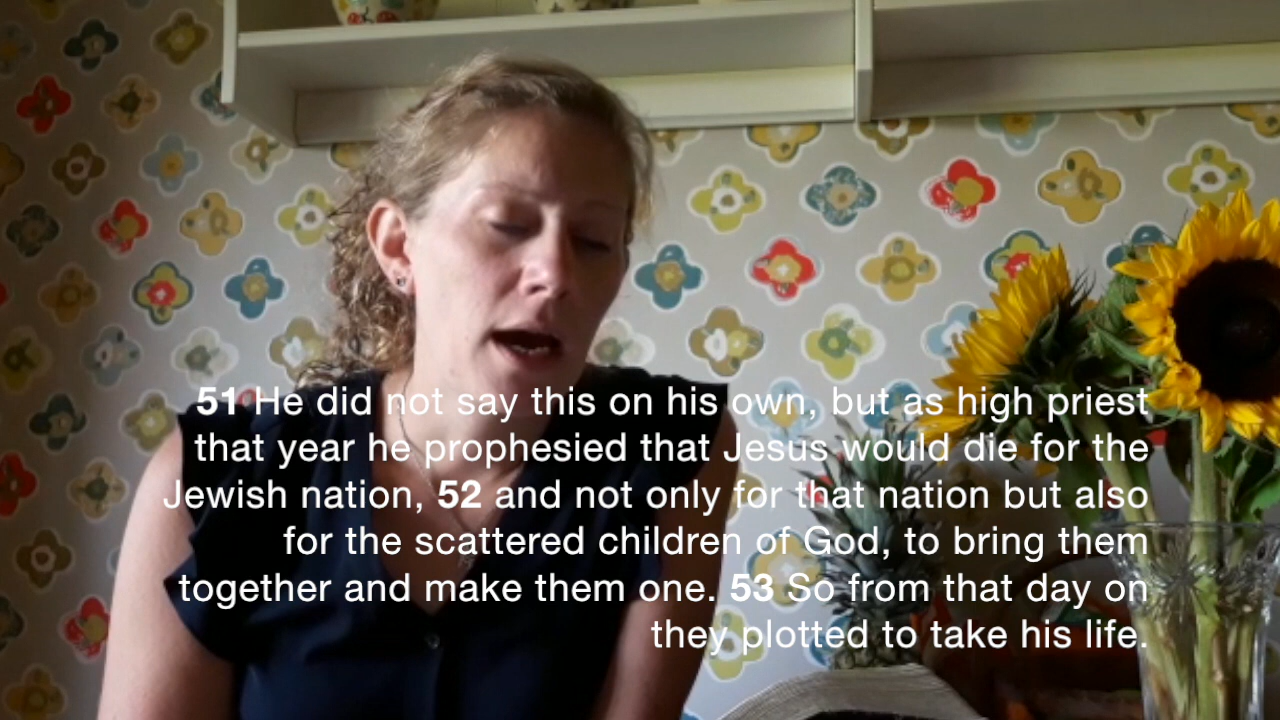 51 He did not say this on his own, but as high priest
that year he prophesied that Jesus would die for the
Jewish nation, 52 and not only for that nation but also
for the scattered children of God, to bring them
together and make them one. 53 So from that day on
they plotted to take his life.